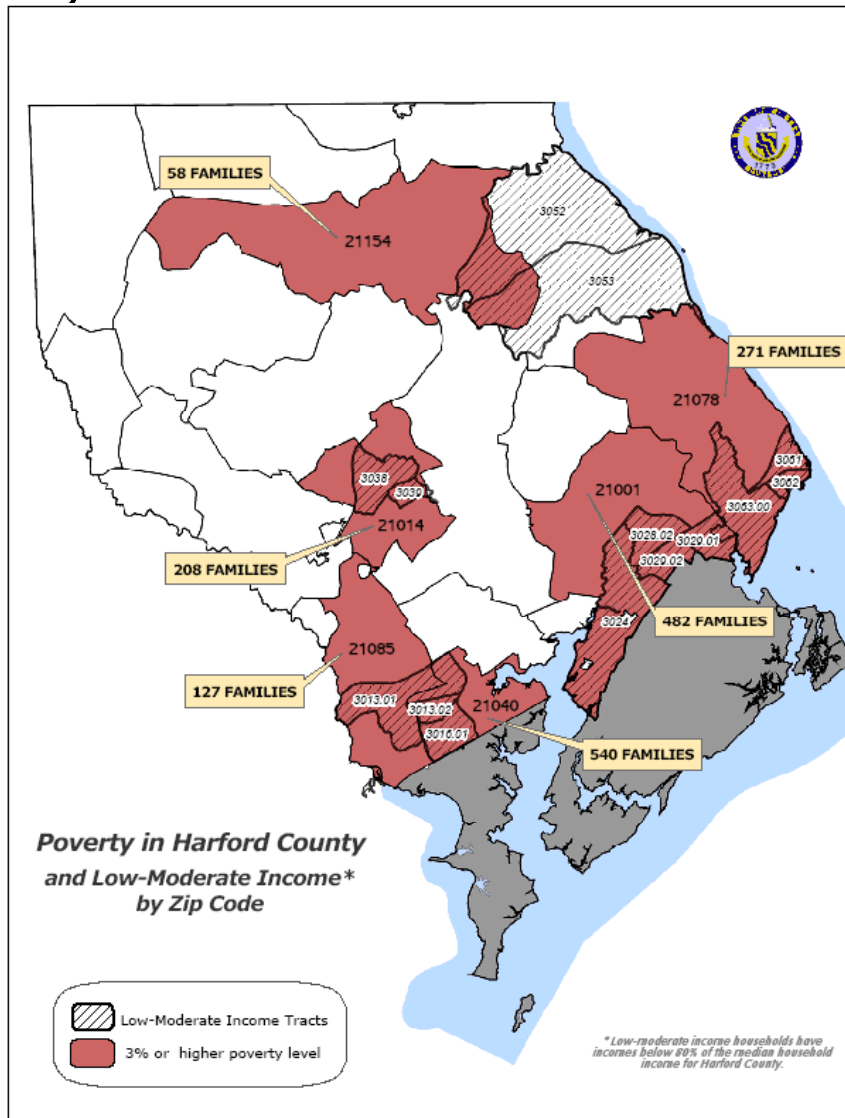 58 FAMILIES
3052
21154
3053
271 FAMILIES
21078
3061
3062
3038
3039
21001
3063.00
21014
3028.02
3029.01
3029.02
208 FAMILIES
3024
482 FAMILIES
21085
127 FAMILIES
3013.01
3013.02
21040
3016.01
540 FAMILIES
Poverty in Harford County
and Low-Moderate Income*
by Zip Code
Low-Moderate Income Tracts
3% or higher poverty level
* Low-moderate income households have
incomes below 80% of the median household
income for Harford County.